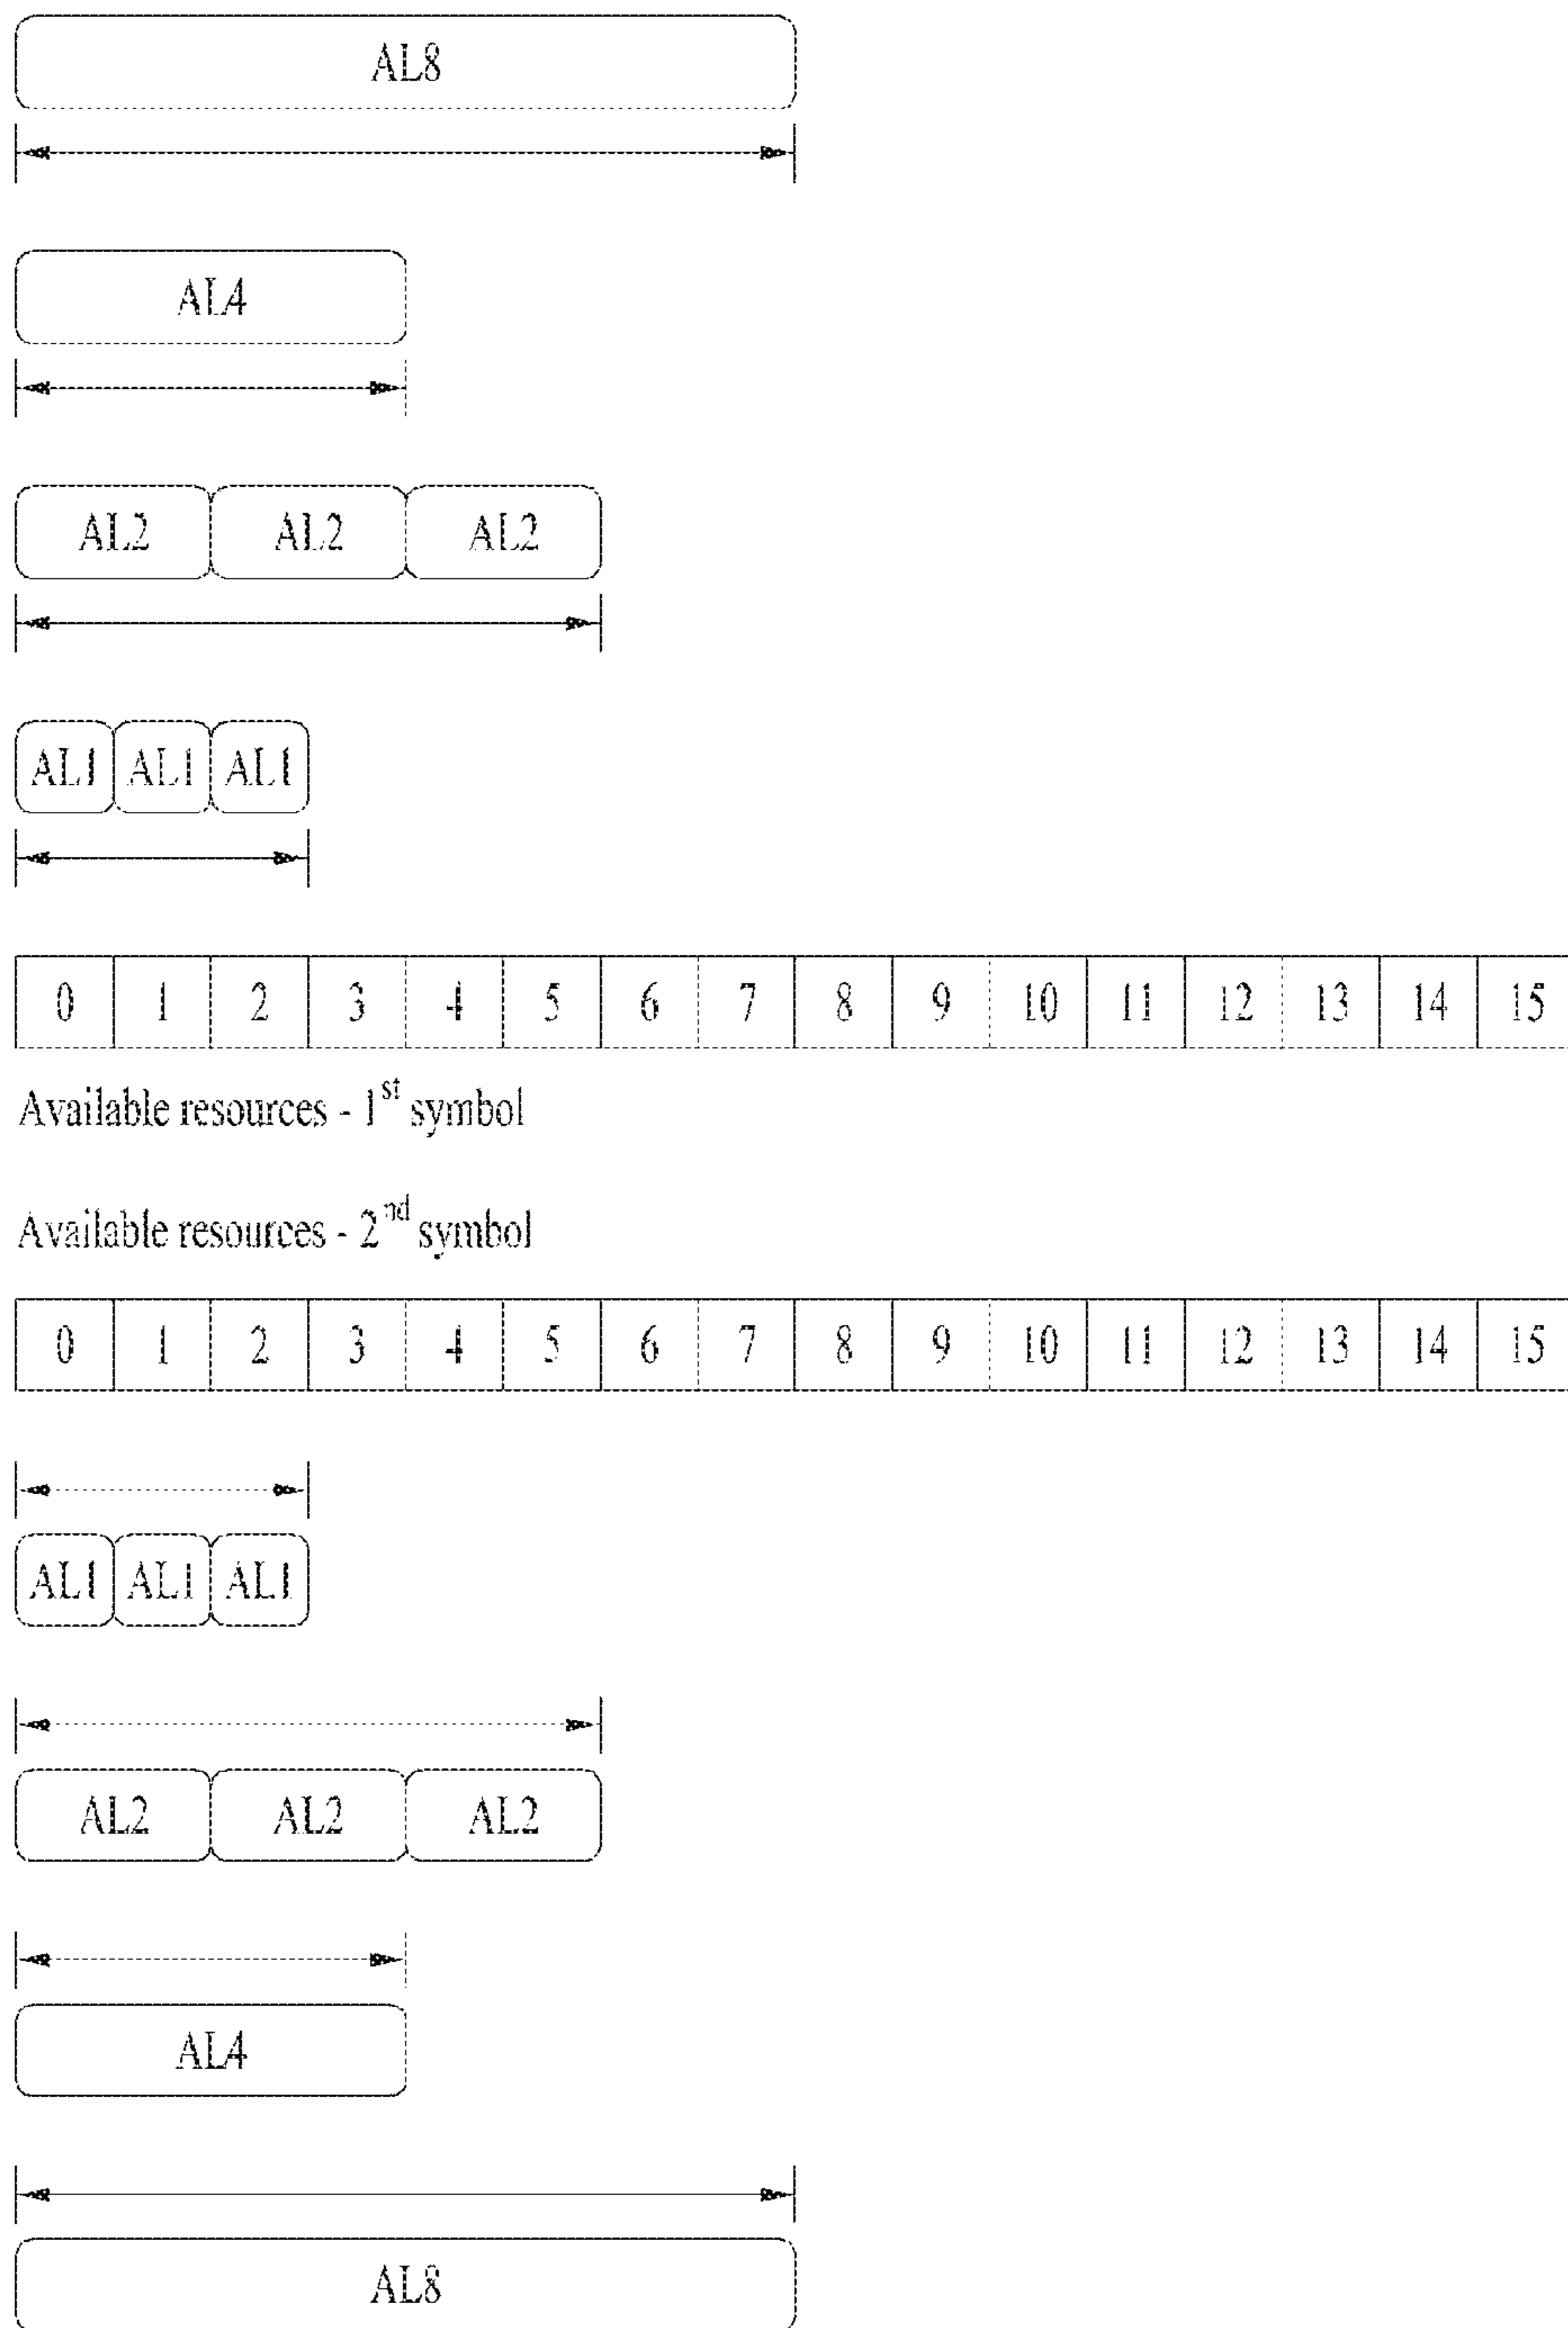 AL8
AL4
AL2 AL2 AL2
AL1 AL1 AL1
0 1 2 3 4 5 6 7 8 9 10 11 12 13 14 15
Available resources - 1st symbol
Available resources - 2nd symbol
0 1 2 3 4 5 6 7 8 9 10 11 12 13 14 15
AL1 AL1 AL1
AL2 AL2 AL2
AL4
AL8